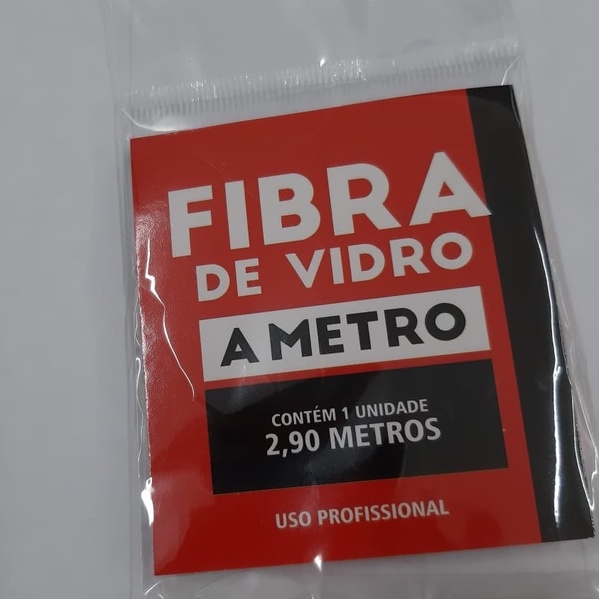 FIBRA
DE VIDRO
A METRO
CONTÉM 1 UNIDADE
2,90 METROS
USO PROFISSIONAL